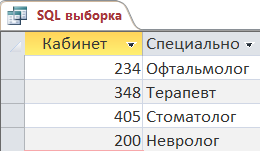 SQL выборка
Кабинет Специально
234 Офтальмолог
348 Терапевт
405 Стоматолог
200 Невролог